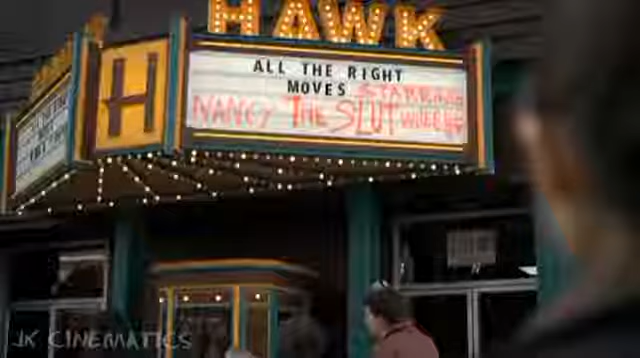 HAWK
H
ALL THE RIGHT
MOVES STARRING
NANCY THE SLUT WHEELER
JK CINEMATICS